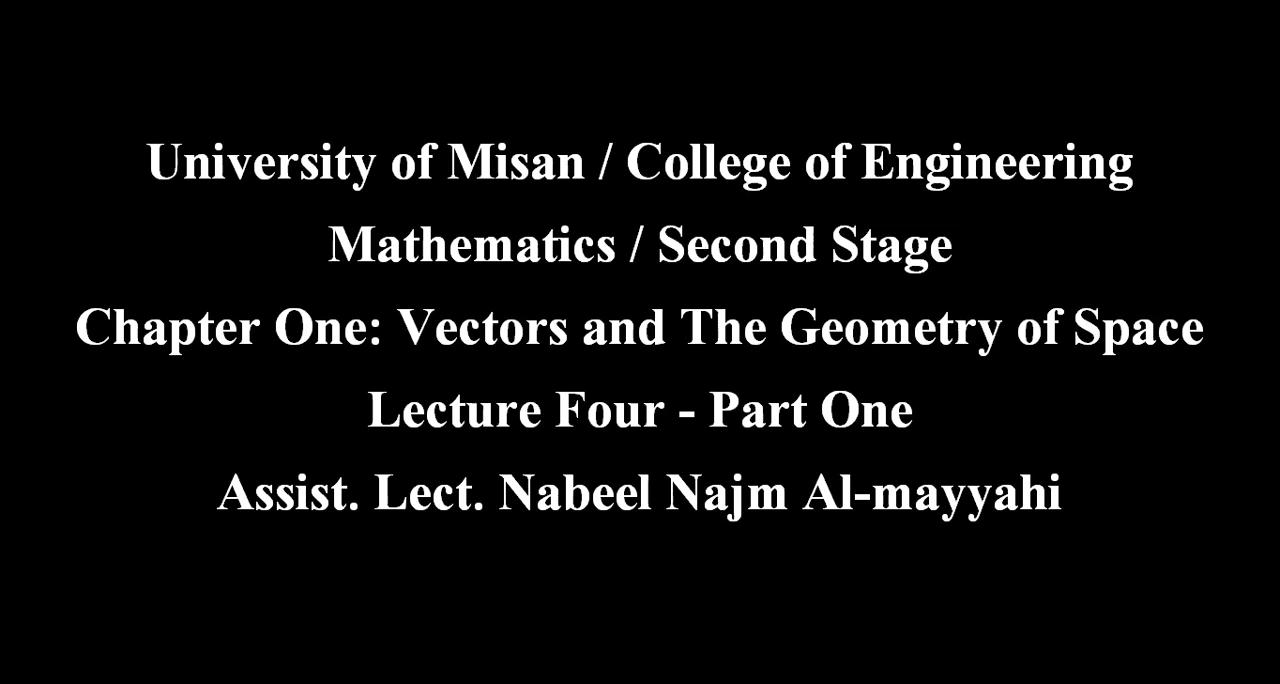 University of Misan / College of Engineering
Mathematics / Second Stage
Chapter One: Vectors and The Geometry of Space
Lecture Four - Part One
Assist. Lect. Nabeel Najm Al-mayyahi